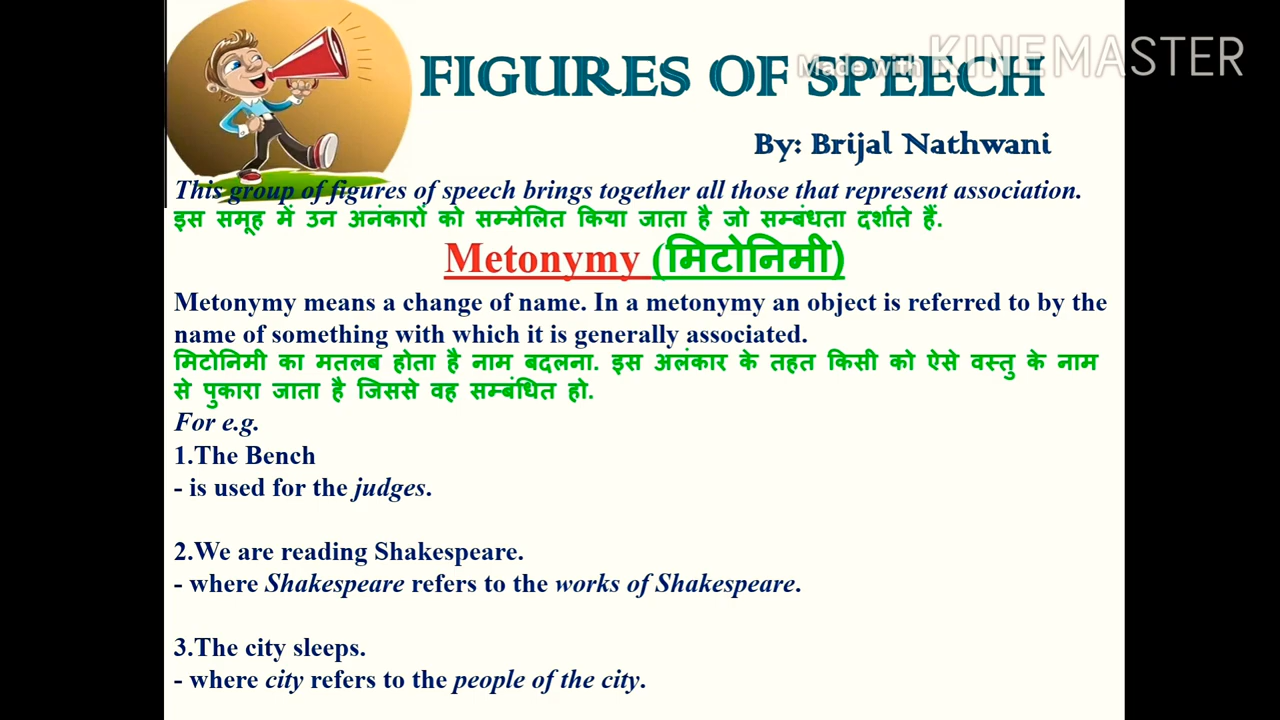 Made with KINEMASTER
FIGURES OF SPEECH
By: Brijal Nathwani
This group of figures of speech brings together all those that represent association.
इस समूह में उन अनंकारों को सम्मेलित किया जाता है जो सम्बंधता दर्शाते हैं.
Metonymy (मिटोनिमी)
Metonymy means a change of name. In a metonymy an object is referred to by the
name of something with which it is generally associated.
मिटोनिमी का मतलब होता है नाम बदलना. इस अलंकार के तहत किसी को ऐसे वस्तु के नाम
से पुकारा जाता है जिससे वह सम्बंधित हो.
For e.g.
1.The Bench
- is used for the judges.
2.We are reading Shakespeare.
- where Shakespeare refers to the works of Shakespeare.
3.The city sleeps.
- where city refers to the people of the city.